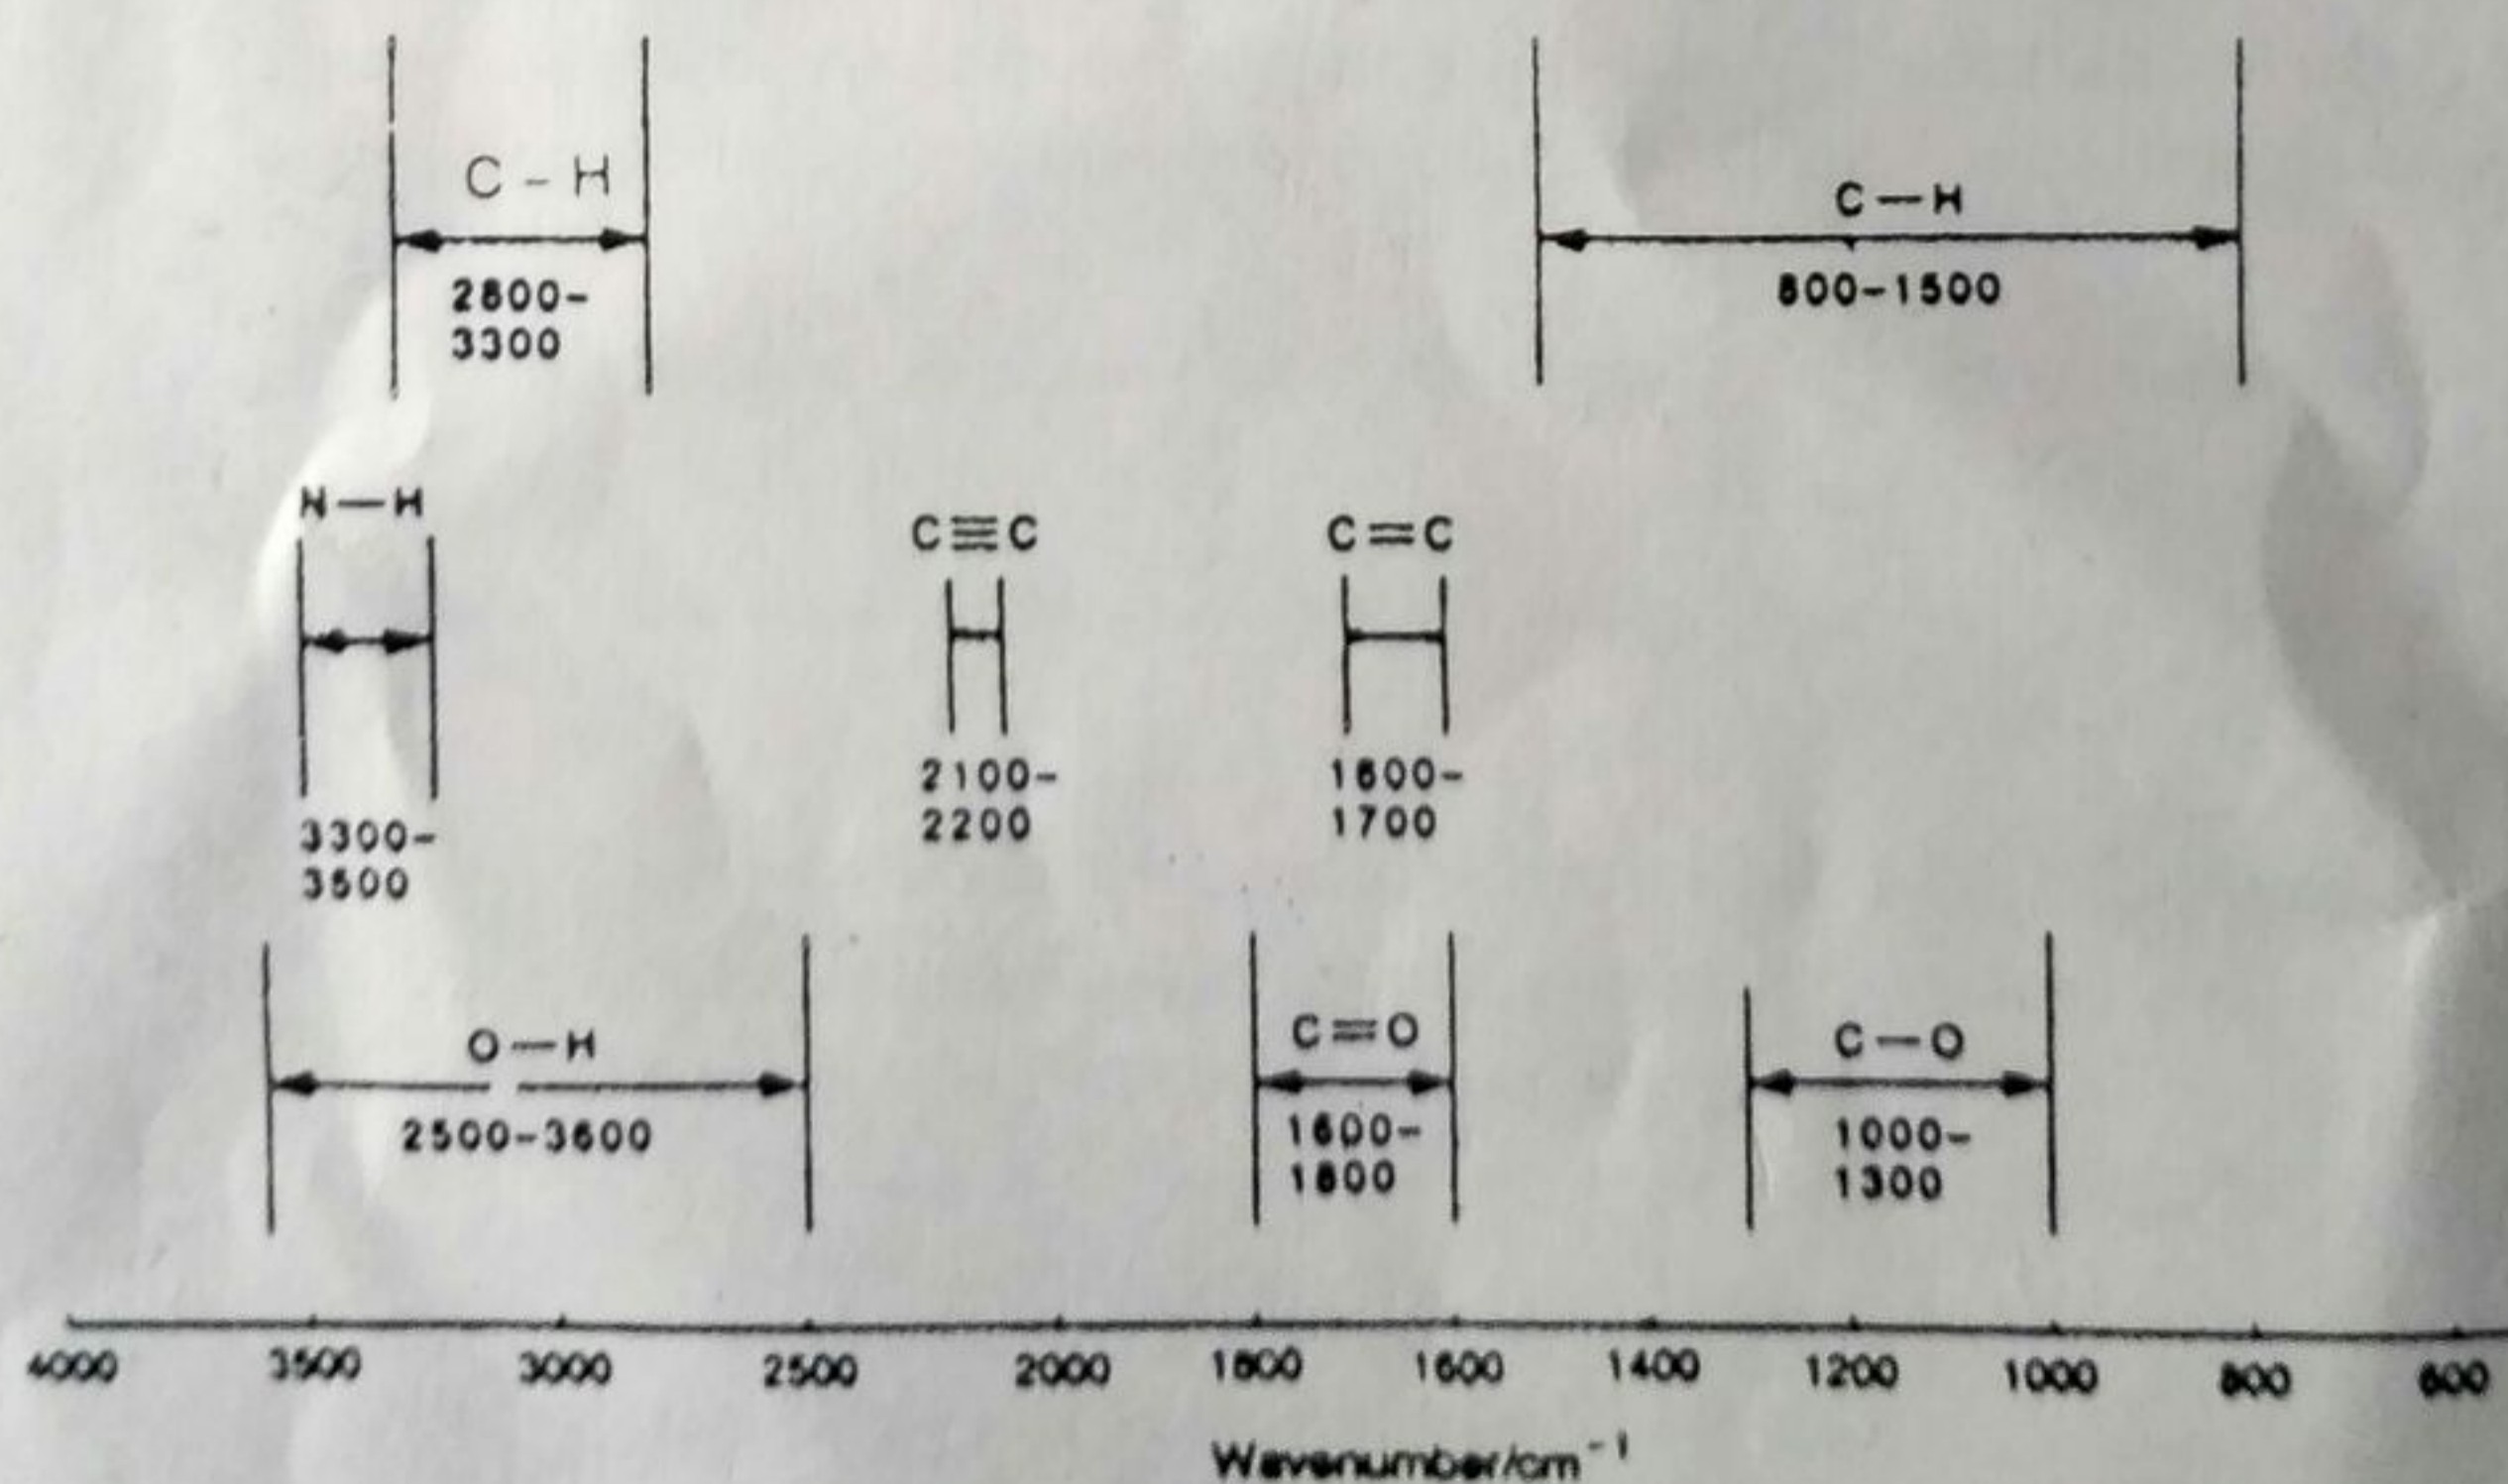 C - H
2800-
3300
C — H
800-1500
N — H
3300-
3500
C≡C
2100-
2200
C=C
1600-
1700
O — H
2500-3600
C=O
1600-
1800
C — O
1000-
1300
4000 3500 3000 2500 2000 1800 1600 1400 1200 1000 800 600
Wavenumber/cm⁻¹